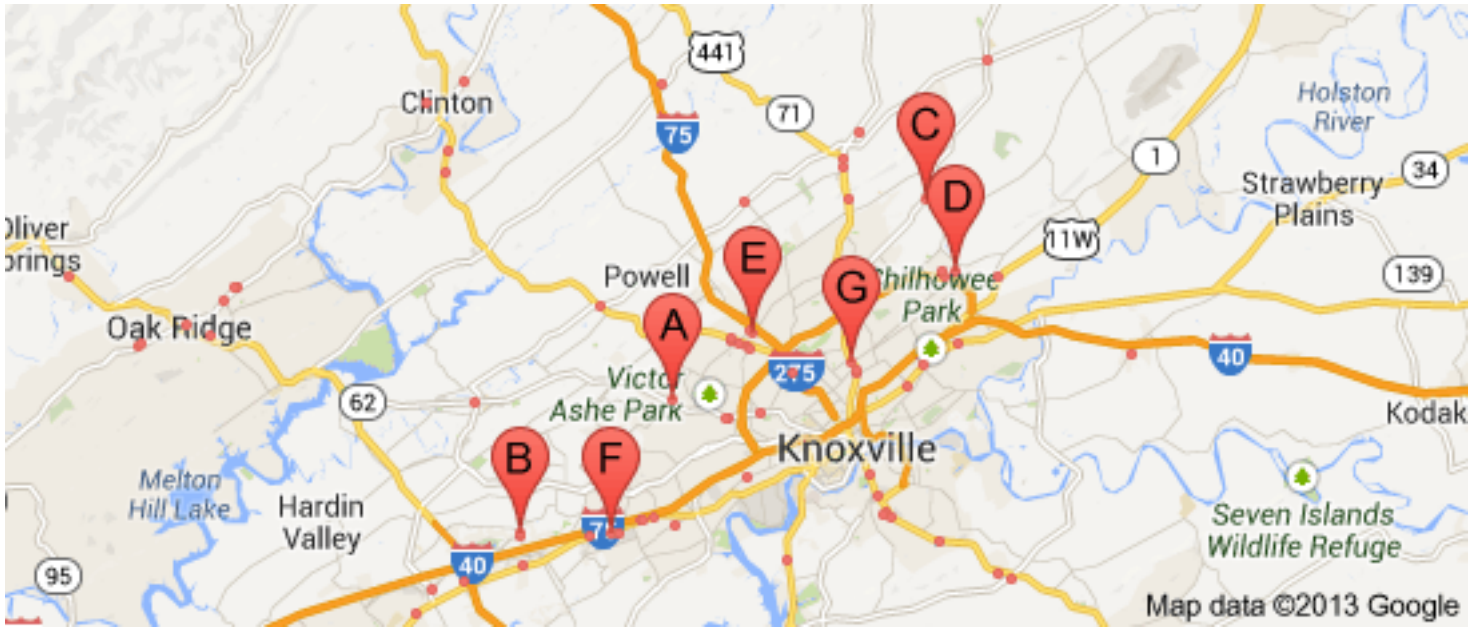 441
Clinton
71
75
C
Holston
River
1
34
Strawberry
Plains
D
Oliver
Springs
11W
139
E
Powell
G
Chilhowee
Park
Oak Ridge
A
40
275
Victor
Ashe Park
62
Kodak
Knoxville
B
F
Melton
Hill Lake
Hardin
Valley
75
Seven Islands
Wildlife Refuge
40
95
Map data ©2013 Google